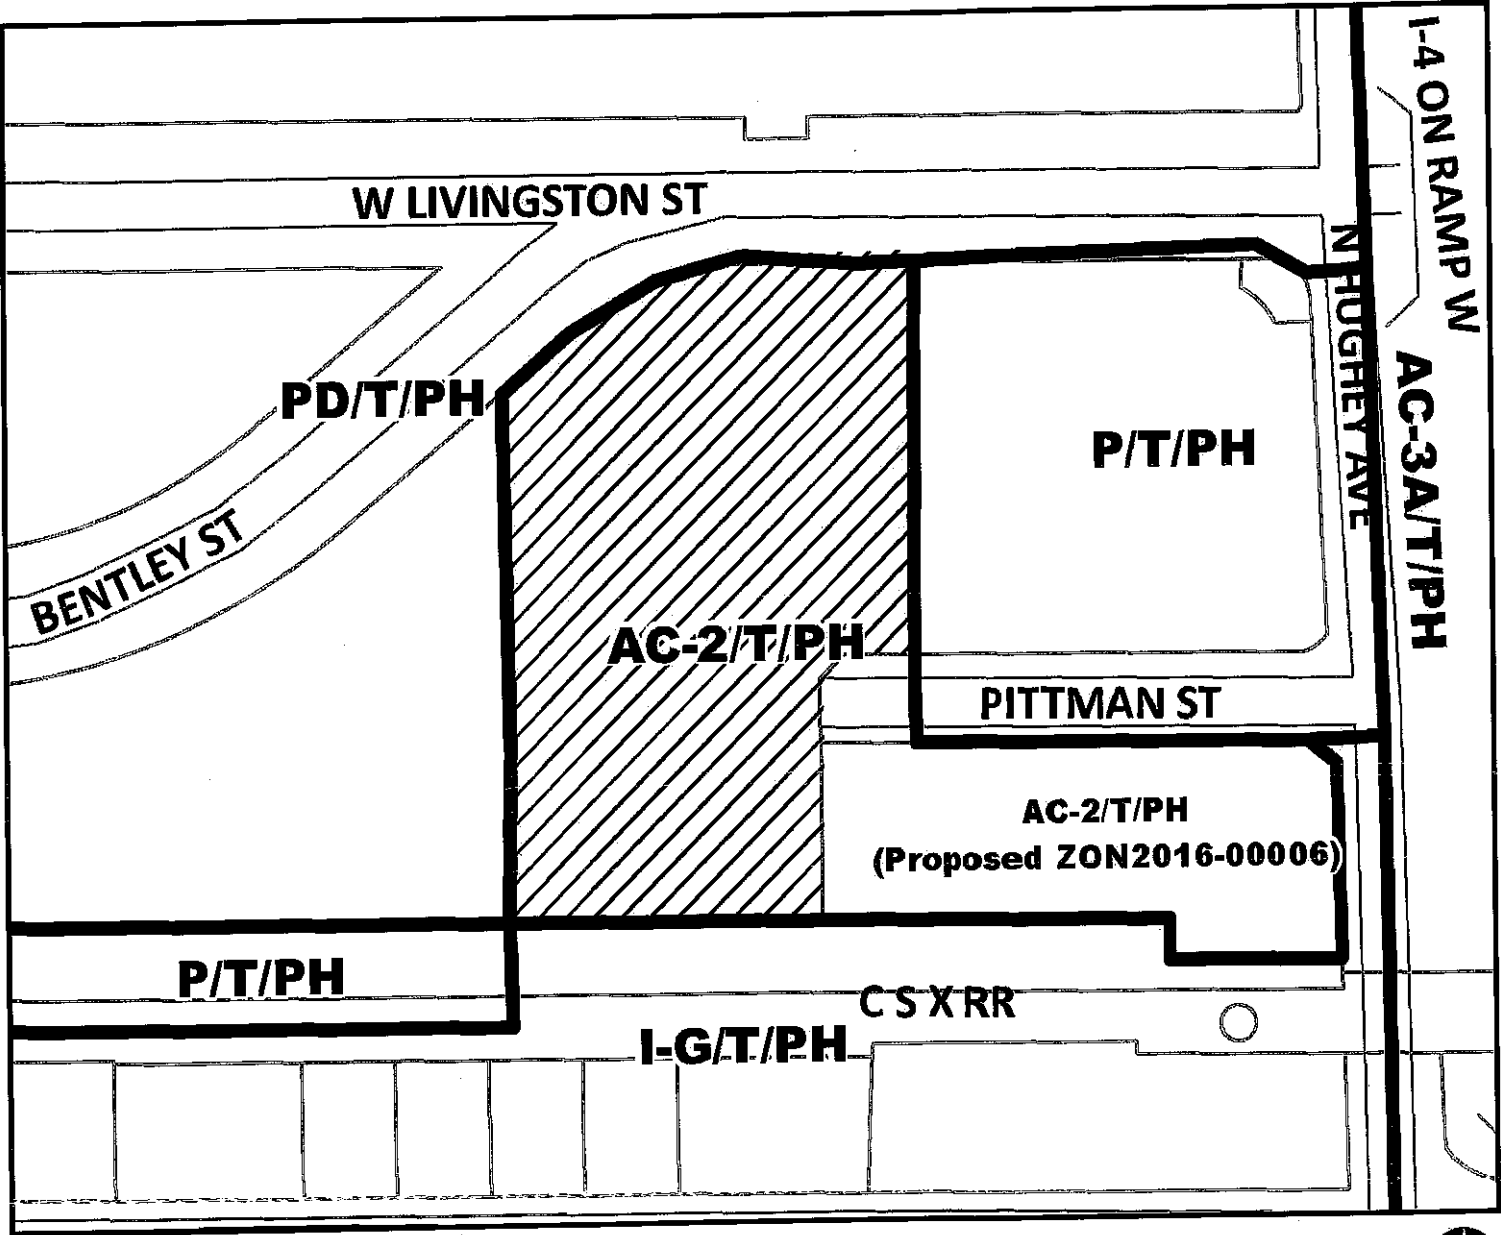 I-4 ON RAMP W
W LIVINGSTON ST
N HUGHEY AVE
PD/T/PH
AC-3A/T/PH
P/T/PH
BENTLEY ST
AC-2/T/PH
PITTMAN ST
AC-2/T/PH
(Proposed ZON2016-00006)
P/T/PH
C S X RR
I-G/T/PH